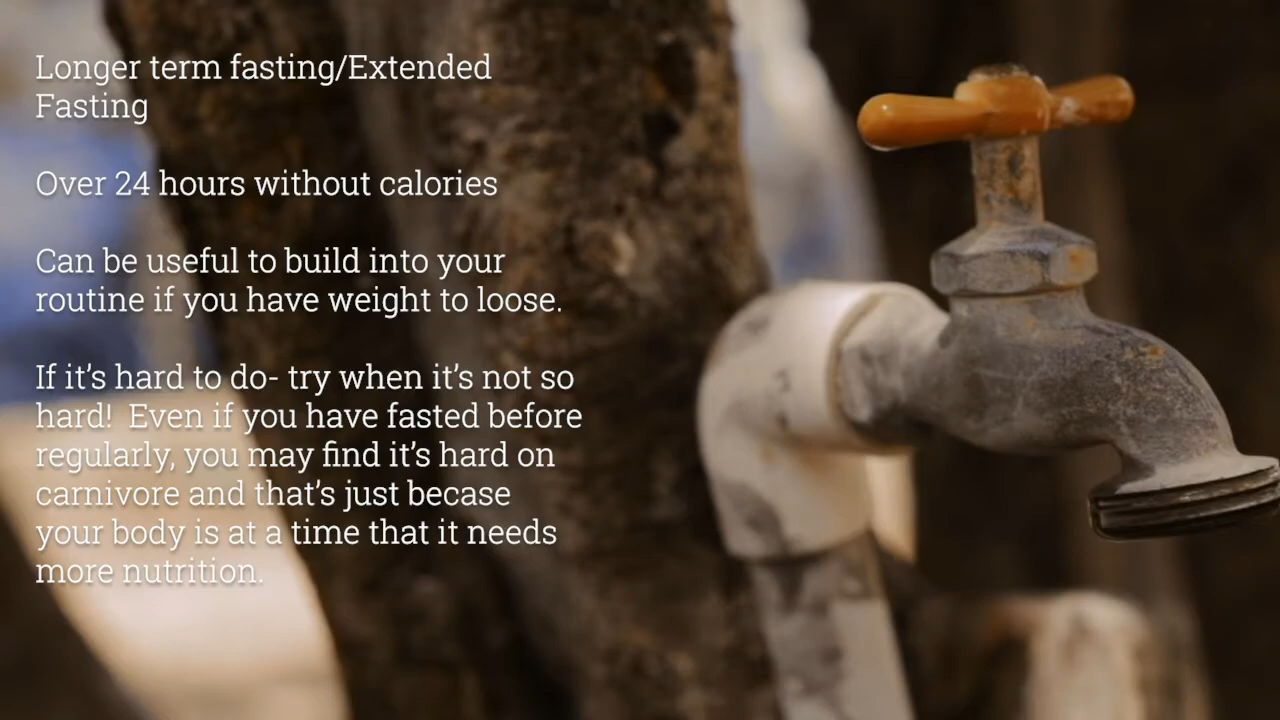 Longer term fasting/Extended
Fasting
Over 24 hours without calories
Can be useful to build into your
routine if you have weight to loose.
If it’s hard to do- try when it’s not so
hard!  Even if you have fasted before
regularly, you may find it’s hard on
carnivore and that’s just becase
your body is at a time that it needs
more nutrition.